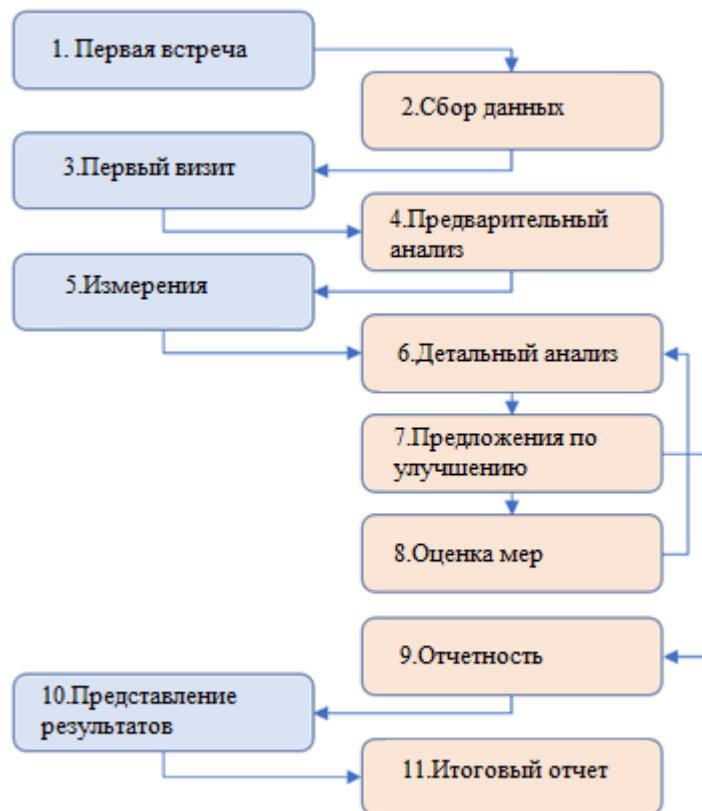 1. Первая встреча
2.Сбор данных
3.Первый визит
4.Предварительный
анализ
5.Измерения
6.Детальный анализ
7.Предложения по
улучшению
8.Оценка мер
9.Отчетность
10.Представление
результатов
11.Итоговый отчет